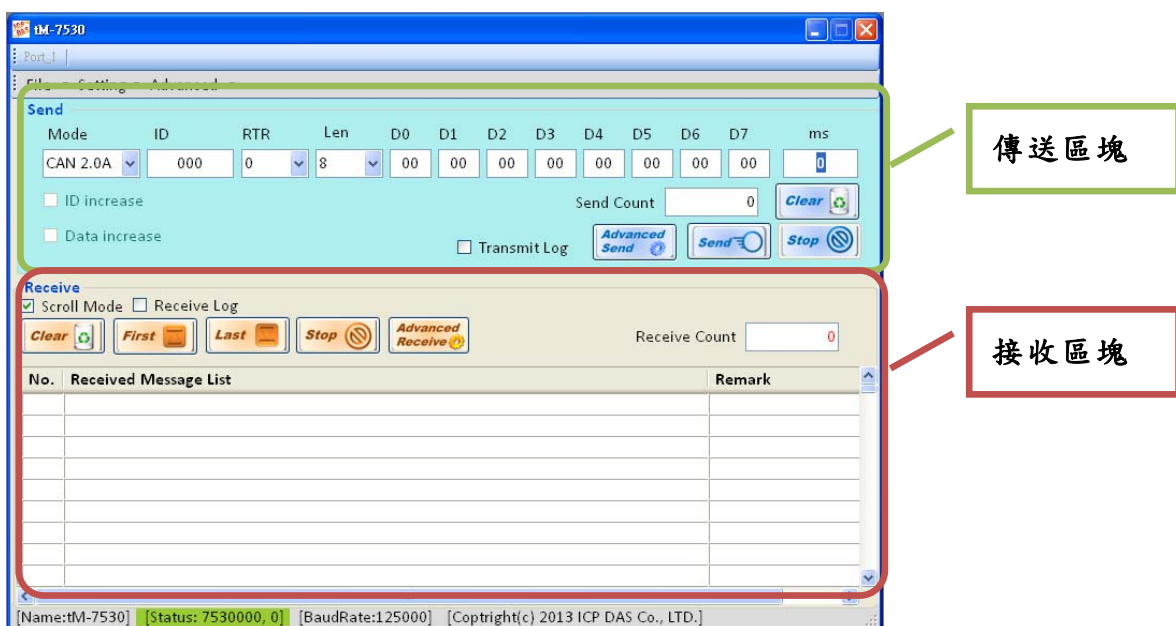 tM-7530
Port_1
File Setting Advanced
Send
Mode ID RTR Len D0 D1 D2 D3 D4 D5 D6 D7 ms
CAN 2.0A 000 0 8 00 00 00 00 00 00 00 00 0
ID increase
Send Count 0 Clear
Data increase
Transmit Log Advanced Send Send Stop
傳送區塊
Receive
Scroll Mode Receive Log
Clear First Last Stop Advanced Receive Receive Count 0
No. Received Message List Remark
接收區塊
[Name:tM-7530] [Status: 7530000, 0] [BaudRate:125000] [Coptright(c) 2013 ICP DAS Co., LTD.]